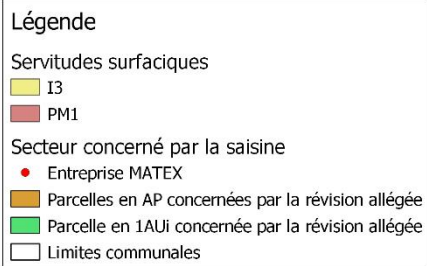 Légende
Servitudes surfaciques
I3
PM1
Secteur concerné par la saisine
Entreprise MATEX
Parcelles en AP concernées par la révision allégée
Parcelle en 1AUi concernée par la révision allégée
Limites communales